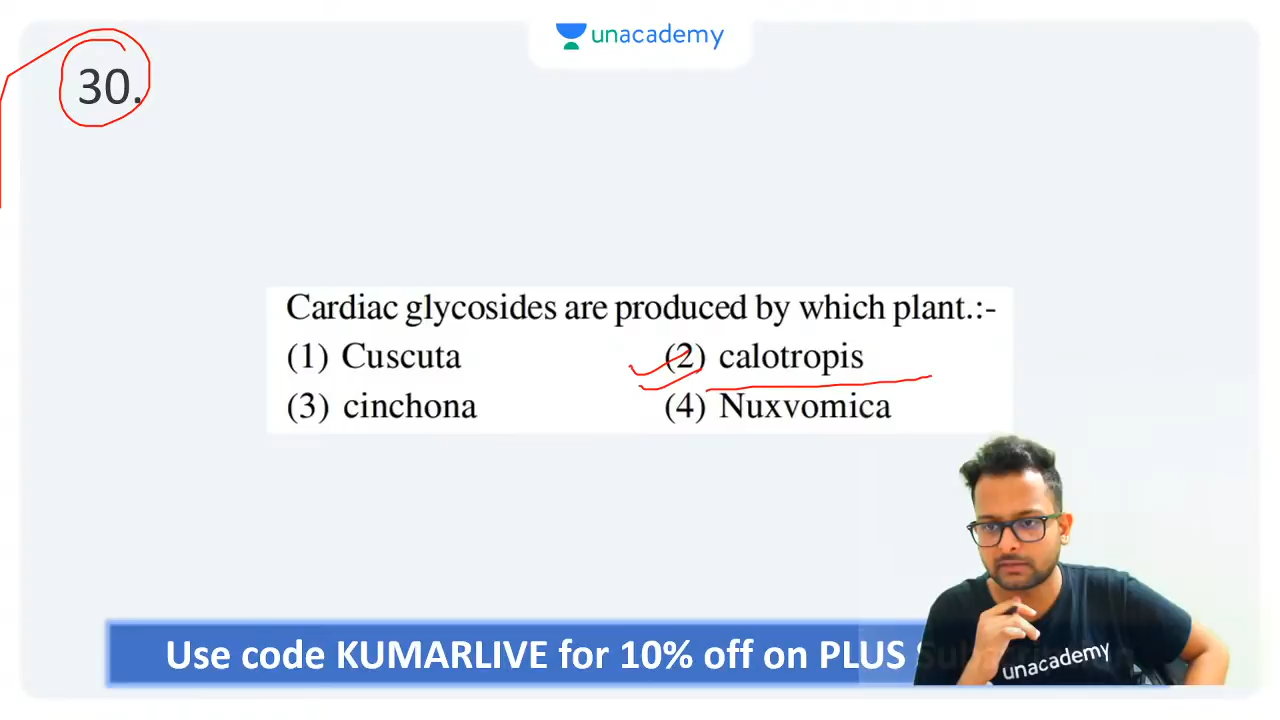 unacademy
30.
Cardiac glycosides are produced by which plant.:-
(1) Cuscuta (2) calotropis
(3) cinchona (4) Nuxvomica
Use code KUMARLIVE for 10% off on PLUS
unacademy